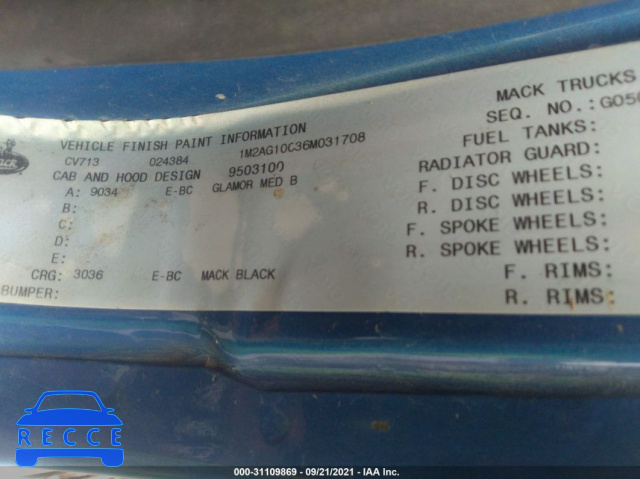 MACK
VEHICLE FINISH PAINT INFORMATION
CV713 024384 1M2AG10C36M031708
CAB AND HOOD DESIGN 9503100
A: 9034 E-BC GLAMOR MED B
B:
C:
D:
E:
CRG: 3036 E-BC MACK BLACK
BUMPER:
MACK TRUCKS
SEQ. NO.:G050
FUEL TANKS:
RADIATOR GUARD:
F. DISC WHEELS:
R. DISC WHEELS:
F. SPOKE WHEELS:
R. SPOKE WHEELS:
F. RIMS:
R. RIMS:
RECCE
000-31109869 - 09/21/2021 - IAA Inc.